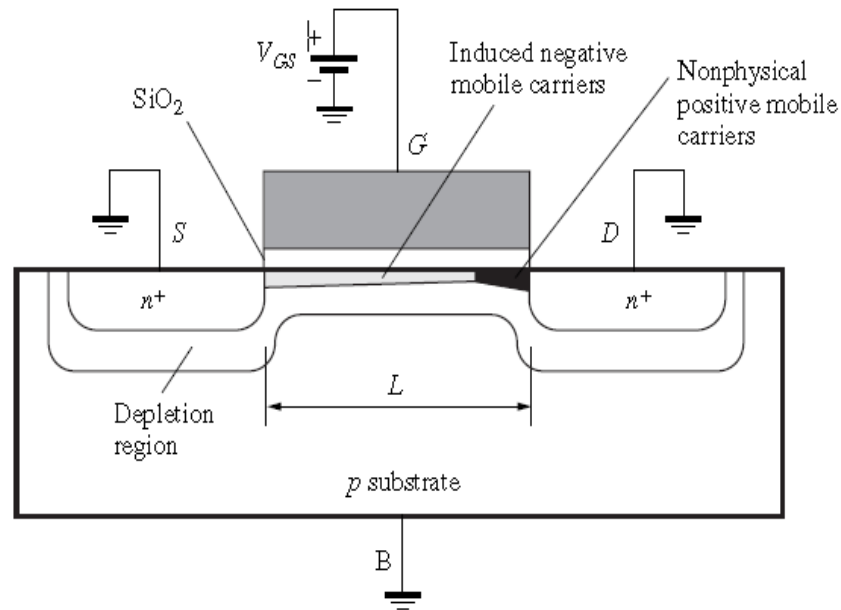 V_GS
+
−
Induced negative
mobile carriers
Nonphysical
positive mobile
carriers
SiO₂
G
S
D
n⁺
n⁺
L
Depletion
region
p substrate
B